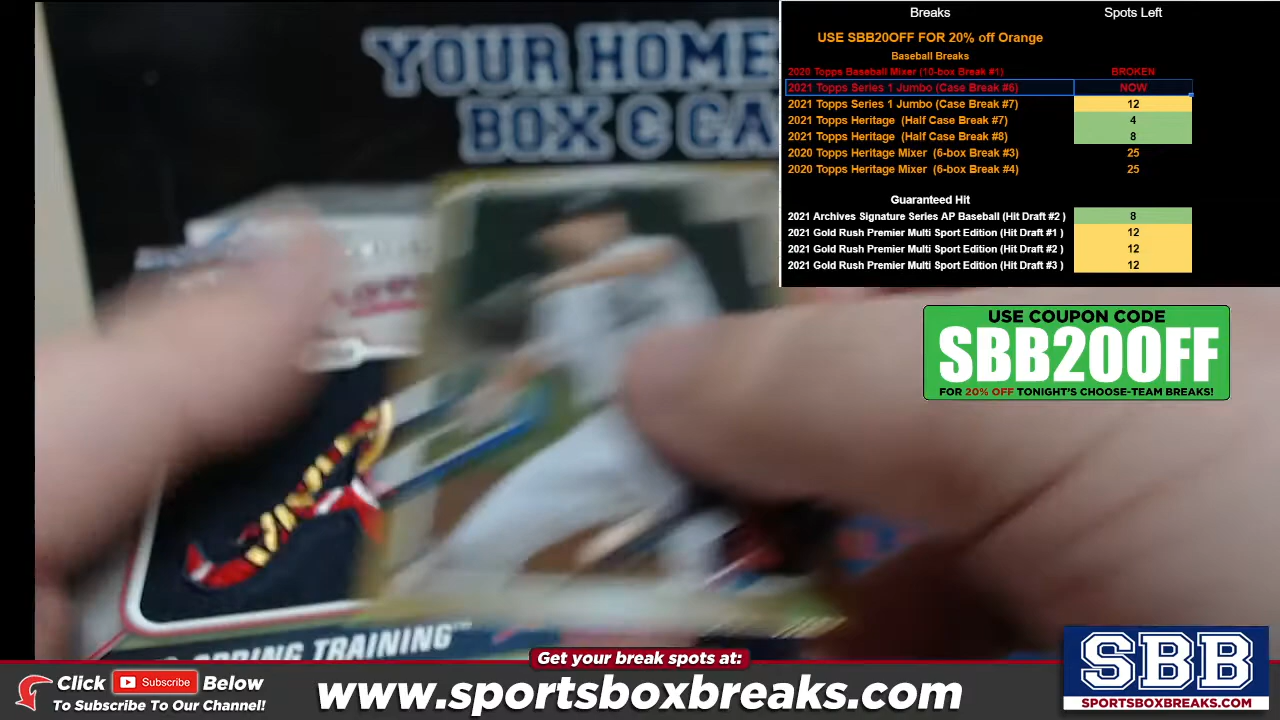 YOUR HOME
BOX & CA
Breaks Spots Left
USE SBB20OFF FOR 20% off Orange
Baseball Breaks
2020 Topps Baseball Mixer (10-box Break #1) BROKEN
2021 Topps Series 1 Jumbo (Case Break #6) NOW
2021 Topps Series 1 Jumbo (Case Break #7) 12
2021 Topps Heritage (Half Case Break #7) 4
2021 Topps Heritage (Half Case Break #8) 8
2020 Topps Heritage Mixer (6-box Break #3) 25
2020 Topps Heritage Mixer (6-box Break #4) 25
Guaranteed Hit
2021 Archives Signature Series AP Baseball (Hit Draft #2 ) 8
2021 Gold Rush Premier Multi Sport Edition (Hit Draft #1 ) 12
2021 Gold Rush Premier Multi Sport Edition (Hit Draft #2 ) 12
2021 Gold Rush Premier Multi Sport Edition (Hit Draft #3 ) 12
USE COUPON CODE
SBB20OFF
FOR 20% OFF TONIGHT'S CHOOSE-TEAM BREAKS!
SPRING TRAINING™
Get your break spots at:
Click Subscribe Below
To Subscribe To Our Channel!
www.sportsboxbreaks.com
SBB
SPORTSBOXBREAKS.COM